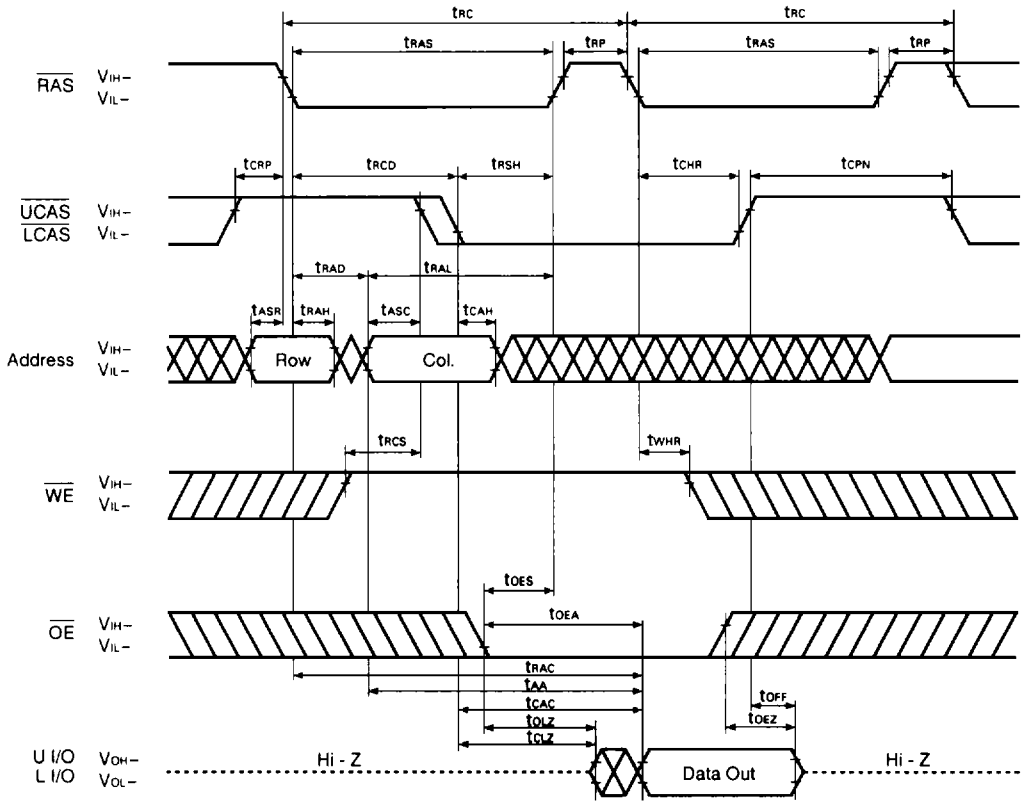 tRC tRC
tRAS tRP tRAS tRP
RAS VIH–
VIL–
tCRP tRCD tRSH tCHR tCPN
UCAS VIH–
LCAS VIL–
tRAD tRAL
tASR tRAH tASC tCAH
Address VIH–
VIL–
Row Col.
tRCS tWHR
WE VIH–
VIL–
tOES
tOEA
OE VIH–
VIL–
tRAC
tAA
tCAC tOFF
tOLZ tOEZ
tCLZ
U I/O VOH–
L I/O VOL–
Hi - Z Data Out Hi - Z